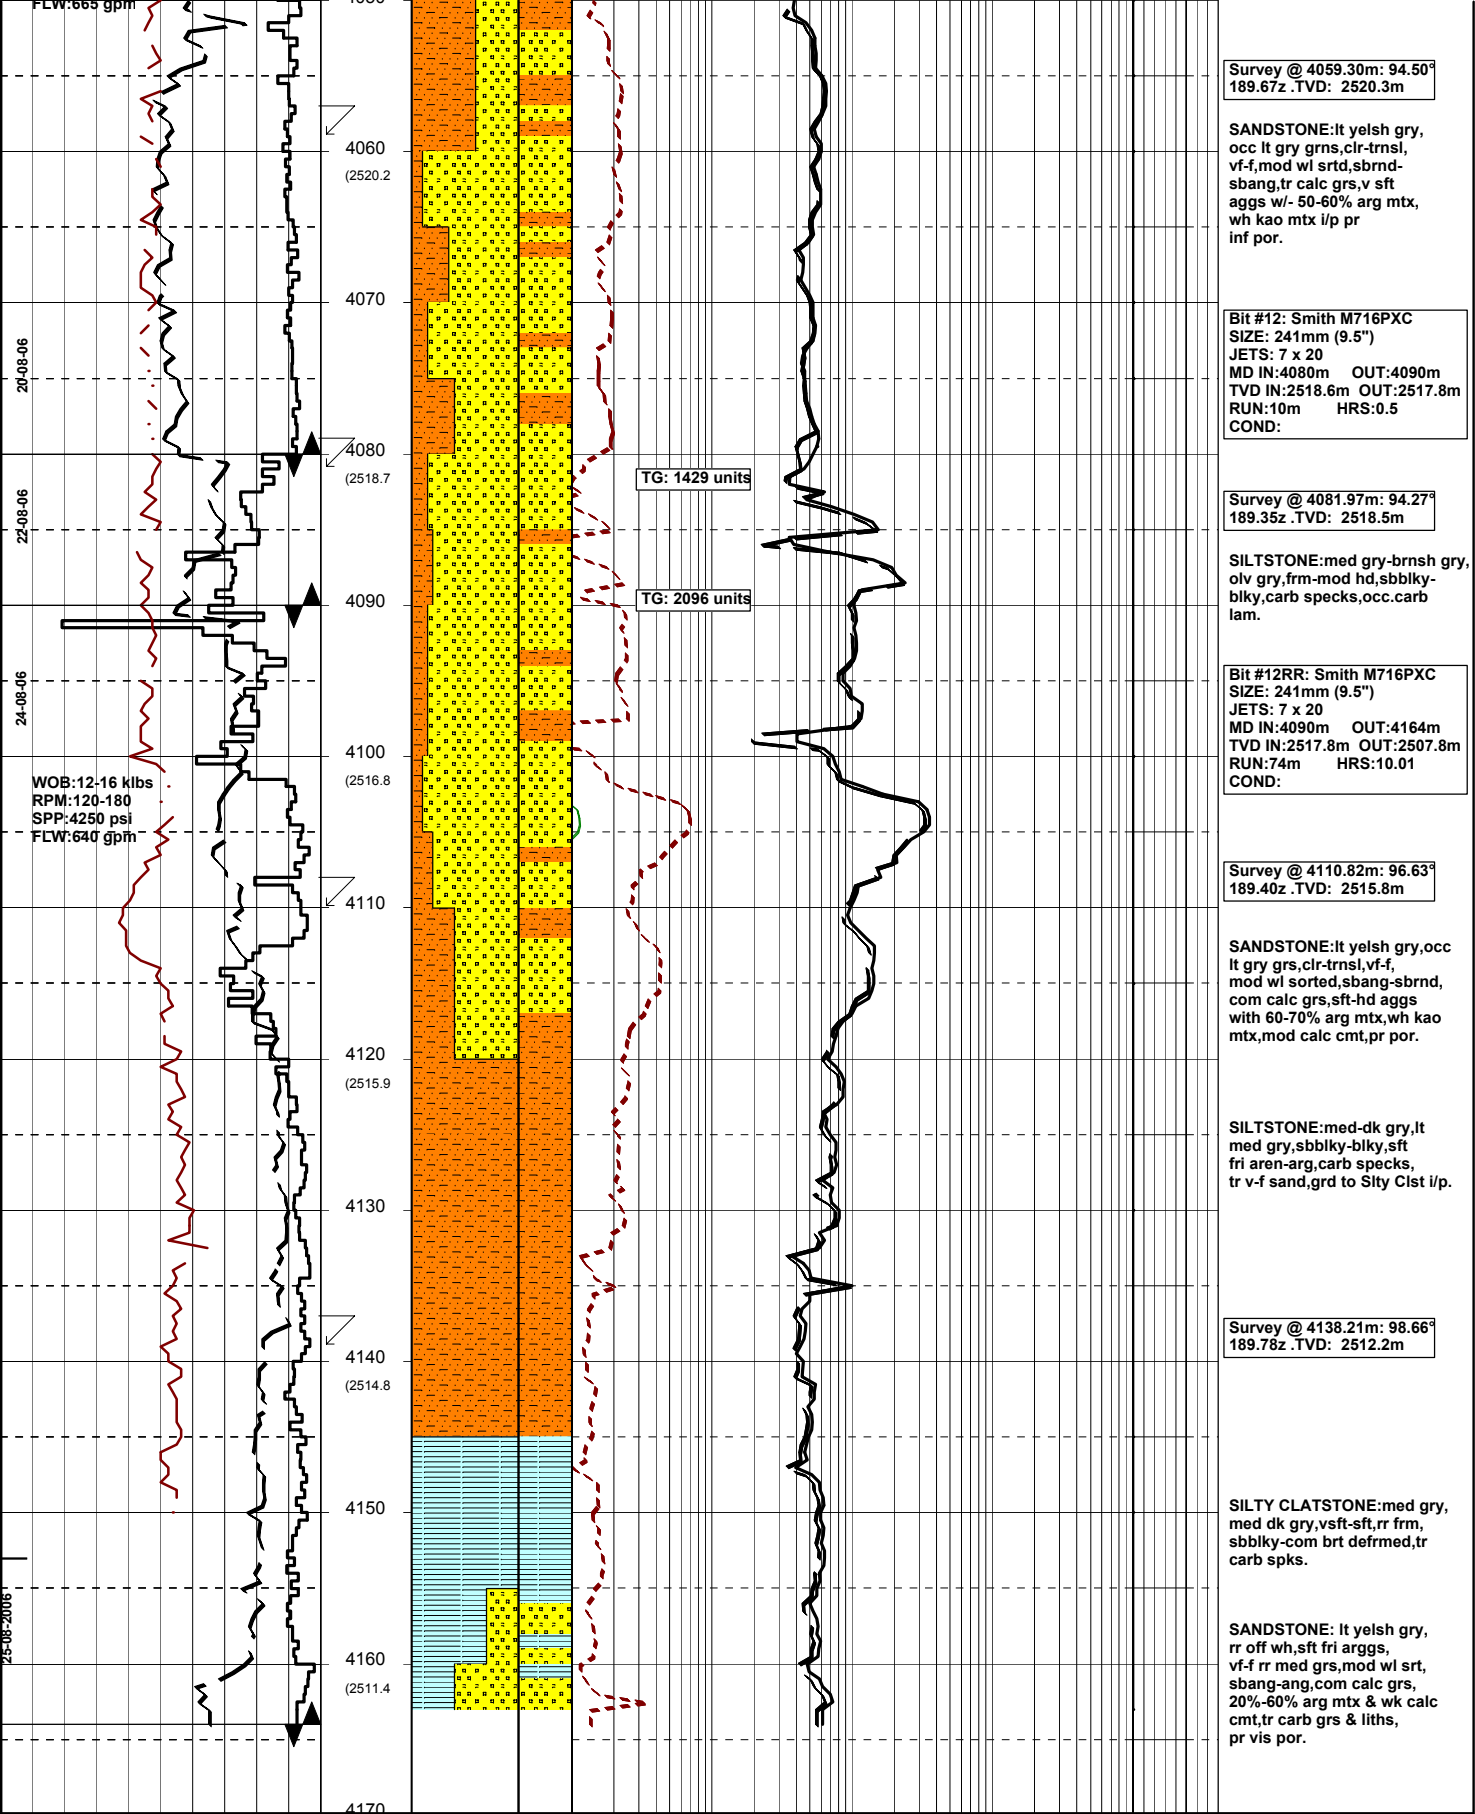 FLW:665 gpm
20-08-06
22-08-06
24-08-06
WOB:12-16 klbs
RPM:120-180
SPP:4250 psi
FLW:640 gpm
25-08-2006
4060
(2520.2
4070
4080
(2518.7
4090
4100
(2516.8
4110
4120
(2515.9
4130
4140
(2514.8
4150
4160
(2511.4
4170
TG: 1429 units
TG: 2096 units
Survey @ 4059.30m: 94.50°
189.67z .TVD: 2520.3m
SANDSTONE:lt yelsh gry,
occ lt gry grns,clr-trnsl,
vf-f,mod wl srtd,sbrnd-
sbang,tr calc grs,v sft
aggs w/- 50-60% arg mtx,
wh kao mtx i/p pr
inf por.
Bit #12: Smith M716PXC
SIZE: 241mm (9.5")
JETS: 7 x 20
MD IN:4080m OUT:4090m
TVD IN:2518.6m OUT:2517.8m
RUN:10m HRS:0.5
COND:
Survey @ 4081.97m: 94.27°
189.35z .TVD: 2518.5m
SILTSTONE:med gry-brnsh gry,
olv gry,frm-mod hd,sbblky-
blky,carb specks,occ.carb
lam.
Bit #12RR: Smith M716PXC
SIZE: 241mm (9.5")
JETS: 7 x 20
MD IN:4090m OUT:4164m
TVD IN:2517.8m OUT:2507.8m
RUN:74m HRS:10.01
COND:
Survey @ 4110.82m: 96.63°
189.40z .TVD: 2515.8m
SANDSTONE:lt yelsh gry,occ
lt gry grs,clr-trnsl,vf-f,
mod wl sorted,sbang-sbrnd,
com calc grs,sft-hd aggs
with 60-70% arg mtx,wh kao
mtx,mod calc cmt,pr por.
SILTSTONE:med-dk gry,lt
med gry,sbblky-blky,sft
fri aren-arg,carb specks,
tr v-f sand,grd to Slty Clst i/p.
Survey @ 4138.21m: 98.66°
189.78z .TVD: 2512.2m
SILTY CLATSTONE:med gry,
med dk gry,vsft-sft,rr frm,
sbblky-com brt defrmed,tr
carb spks.
SANDSTONE: lt yelsh gry,
rr off wh,sft fri arggs,
vf-f rr med grs,mod wl srt,
sbang-ang,com calc grs,
20%-60% arg mtx & wk calc
cmt,tr carb grs & liths,
pr vis por.